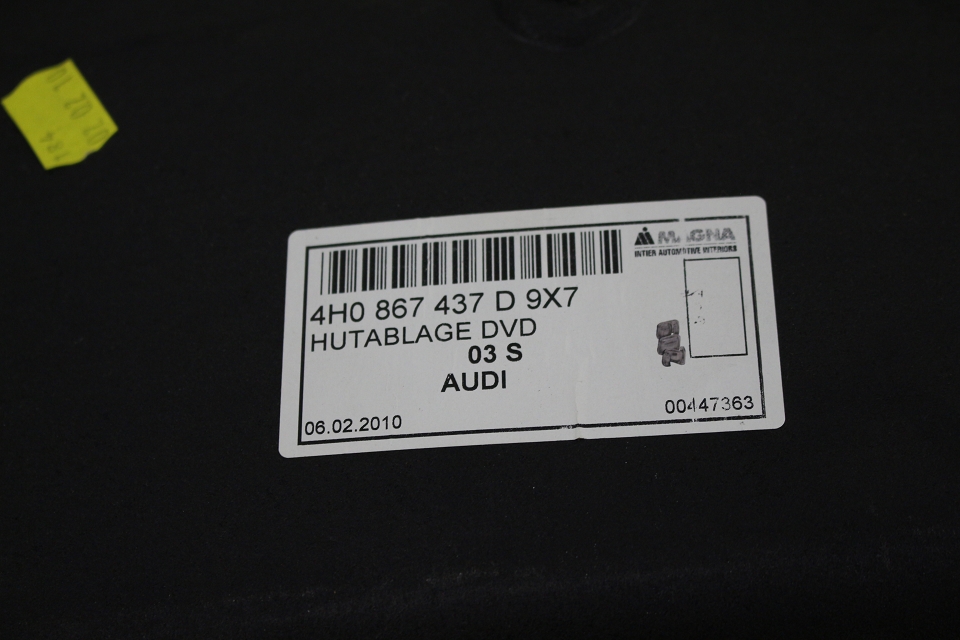 MAGNA
INTIER AUTOMOTIVE INTERIORS
4H0 867 437 D 9X7
HUTABLAGE DVD
03 S
AUDI
06.02.2010
00447363